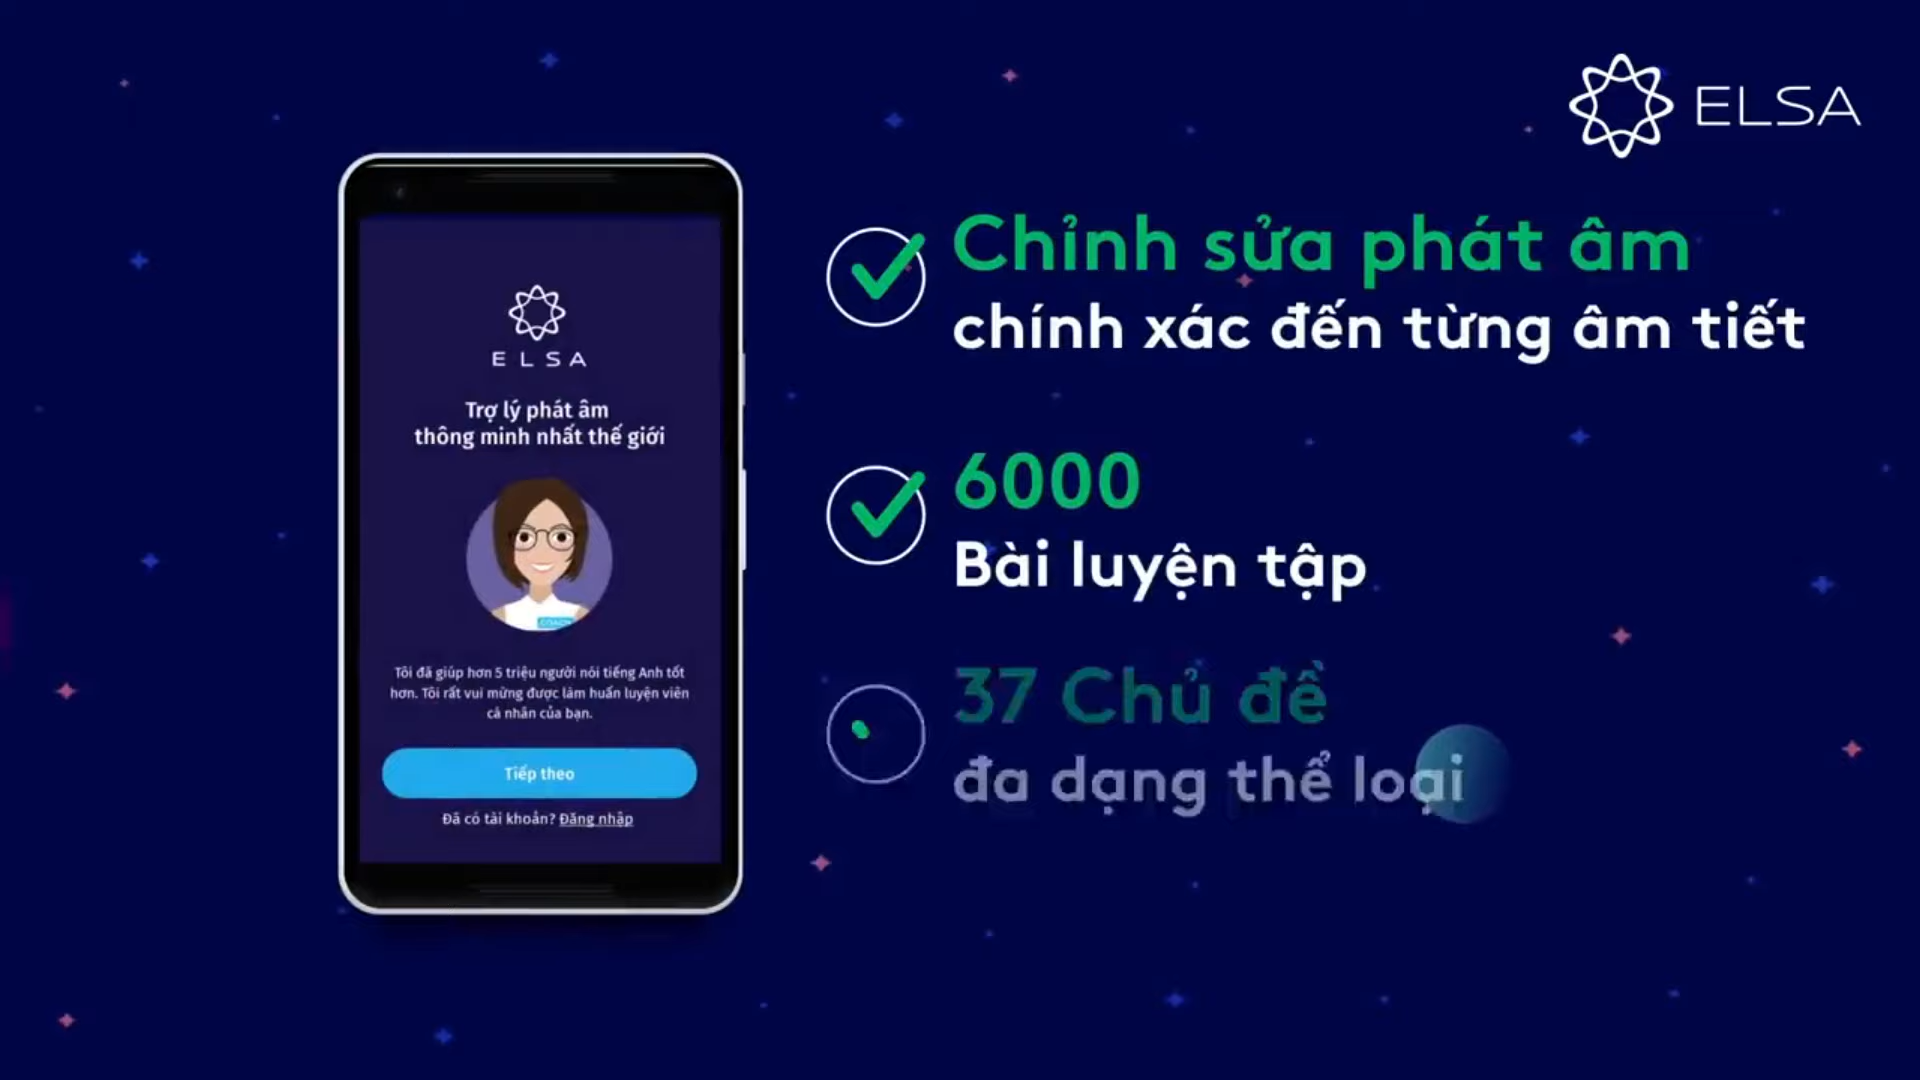 ELSA
Chỉnh sửa phát âm
chính xác đến từng âm tiết
6000
Bài luyện tập
37 Chủ đề
đa dạng thể loại
ELSA
Trợ lý phát âm
thông minh nhất thế giới
COACH
Tôi đã giúp hơn 5 triệu người nói tiếng Anh tốt
hơn. Tôi rất vui mừng được làm huấn luyện viên
cá nhân của bạn.
Tiếp theo
Đã có tài khoản? Đăng nhập